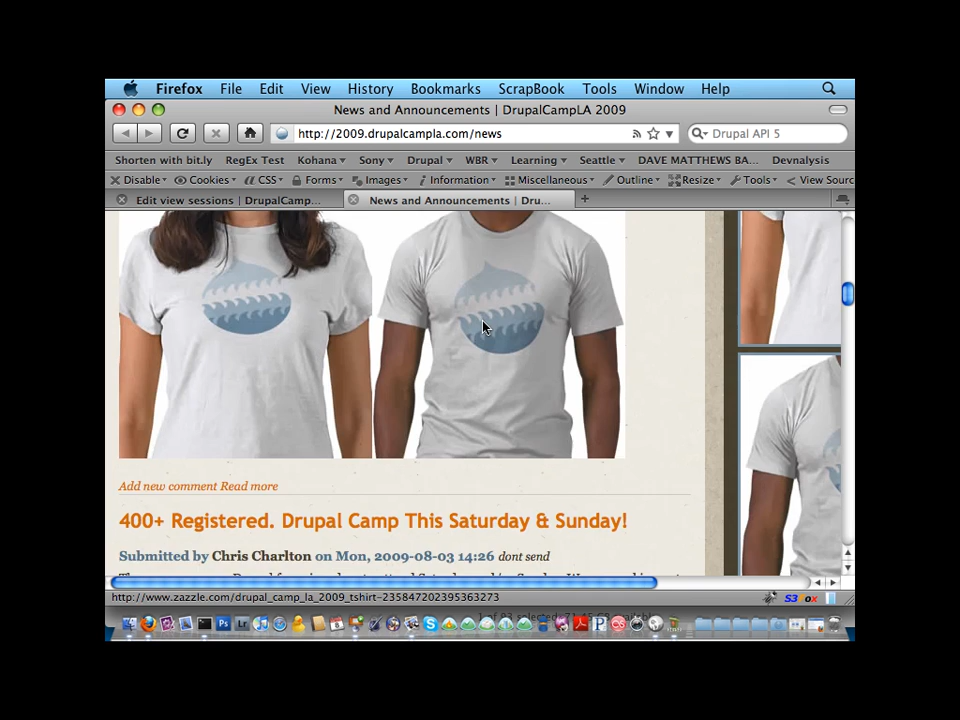 Firefox File Edit View History Bookmarks ScrapBook Tools Window Help
News and Announcements | DrupalCampLA 2009
http://2009.drupalcampla.com/news Drupal API 5
Shorten with bit.ly RegEx Test Kohana Sony Drupal WBR Learning Seattle DAVE MATTHEWS BA... Devnalysis
Disable Cookies CSS Forms Images Information Miscellaneous Outline Resize Tools View Sourc
Edit view sessions | DrupalCamp... News and Announcements | Dru...
Add new comment Read more
400+ Registered. Drupal Camp This Saturday & Sunday!
Submitted by Chris Charlton on Mon, 2009-08-03 14:26 dont send
http://www.zazzle.com/drupal_camp_la_2009_tshirt-235847202395363273 S3Fox
Ps Lr